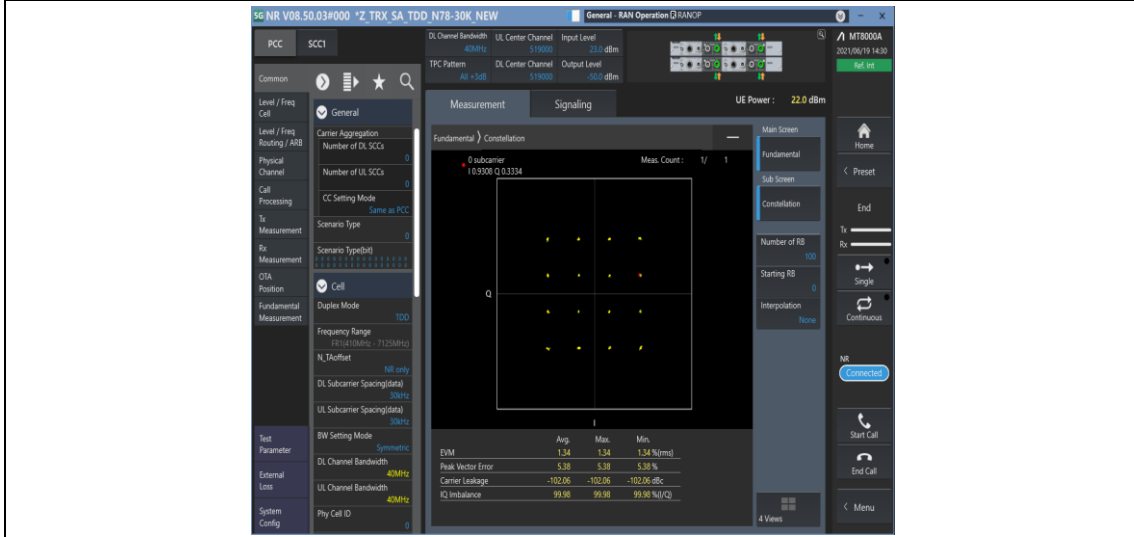 SG NR V08.50.03#000 *Z_TRX_SA_TDD_N78-30K_NEW
General - RAN Operation RANOP
PCC SCC1
DL Channel Bandwidth UL Center Channel Input Level
40MHz 519000 23.0 dBm
TPC Pattern DL Center Channel Output Level
All +3dB 519000 -50.0 dBm
MT8000A
2021/06/19 14:30
Ref. Int
Common
Level / Freq
Cell
Level / Freq
Routing / ARB
Physical
Channel
Call
Processing
Tx
Measurement
Rx
Measurement
OTA
Position
Fundamental
Measurement
Test
Parameter
External
Loss
System
Config
General
Carrier Aggregation
Number of DL SCCs
0
Number of UL SCCs
0
CC Setting Mode
Same as PCC
Scenario Type
0
Scenario Type(bit)
Cell
Duplex Mode
TDD
Frequency Range
FR1(410MHz - 7125MHz)
N_TAoffset
NR only
DL Subcarrier Spacing(data)
30kHz
UL Subcarrier Spacing(data)
30kHz
BW Setting Mode
Symmetric
DL Channel Bandwidth
40MHz
UL Channel Bandwidth
40MHz
Phy Cell ID
0
Measurement Signaling
UE Power : 22.0 dBm
Fundamental Constellation
0 subcarrier Meas. Count : 1/ 1
I 0.9308 Q 0.3334
Q
I
Avg. Max. Min.
EVM 1.34 1.34 1.34 %(rms)
Peak Vector Error 5.38 5.38 5.38 %
Carrier Leakage -102.06 -102.06 -102.06 dBc
IQ Imbalance 99.98 99.98 99.98 %(I/Q)
Main Screen
Fundamental
Sub Screen
Constellation
Number of RB
100
Starting RB
0
Interpolation
None
4 Views
Home
Preset
End
Tx
Rx
Single
Continuous
NR
Connected
Start Call
End Call
Menu